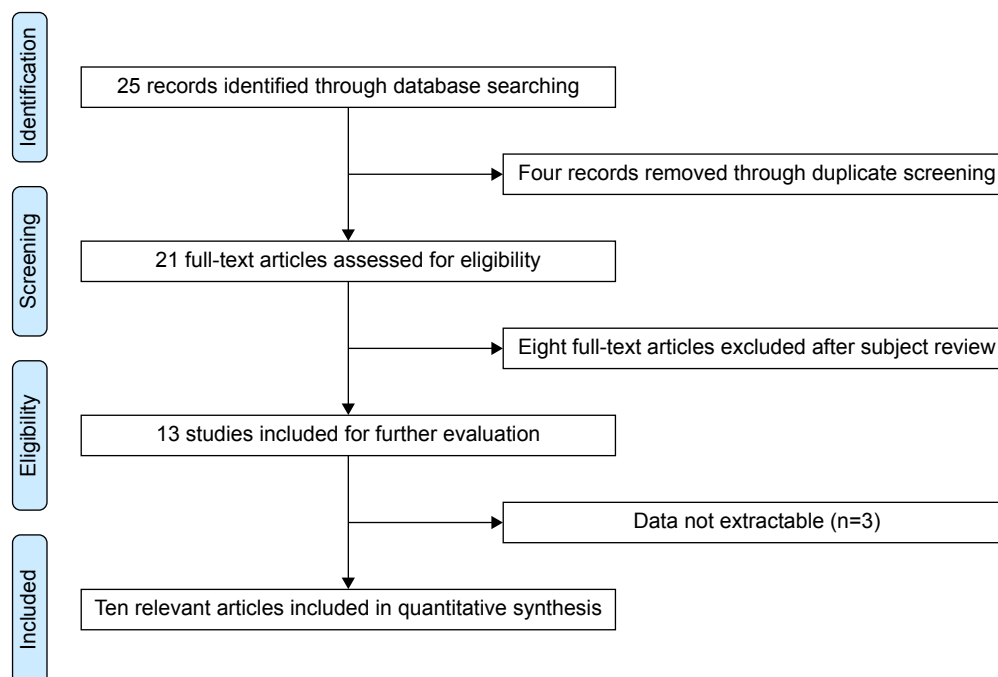 Identification
25 records identified through database searching
Four records removed through duplicate screening
Screening
21 full-text articles assessed for eligibility
Eight full-text articles excluded after subject review
Eligibility
13 studies included for further evaluation
Data not extractable (n=3)
Included
Ten relevant articles included in quantitative synthesis